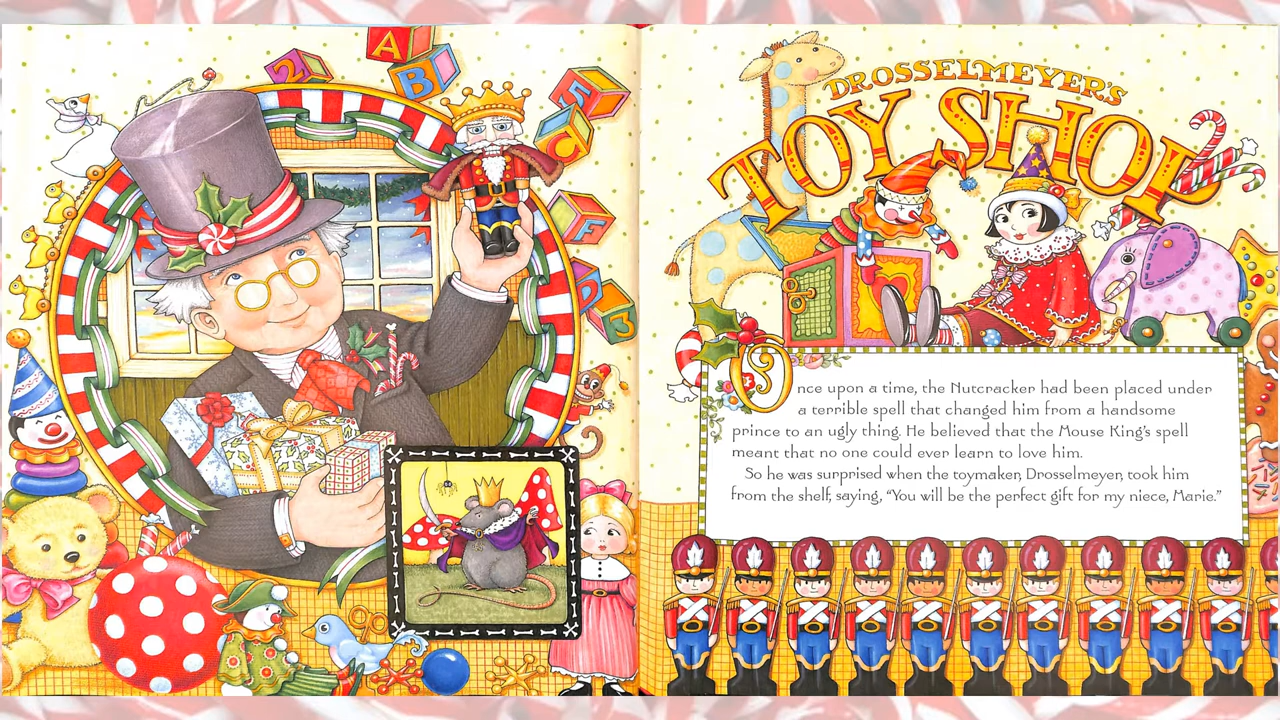 2
A
B
5
C
F
D
3
DROSSELMEYER'S
TOY SHOP
Once upon a time, the Nutcracker had been placed under
a terrible spell that changed him from a handsome
prince to an ugly thing. He believed that the Mouse King's spell
meant that no one could ever learn to love him.
So he was surprised when the toymaker, Drosselmeyer, took him
from the shelf, saying, “You will be the perfect gift for my niece, Marie.”